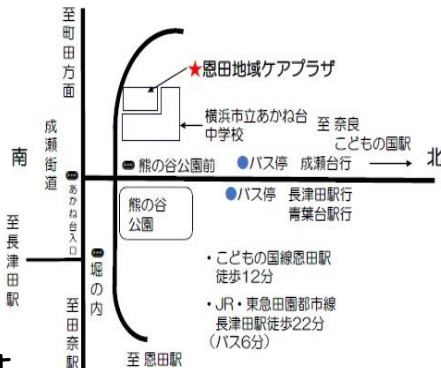 至町田方面
★恩田地域ケアプラザ
横浜市立あかね台
中学校
至 奈良
こどもの国駅
成瀬街道
南
北
熊の谷公園前
バス停 成瀬台行
あかね台入口
バス停 長津田駅行
青葉台駅行
熊の谷
公園
至長津田駅
堀の内
・こどもの国線恩田駅
徒歩12分
・JR・東急田園都市線
長津田駅徒歩22分
(バス6分)
至田奈駅
至 恩田駅